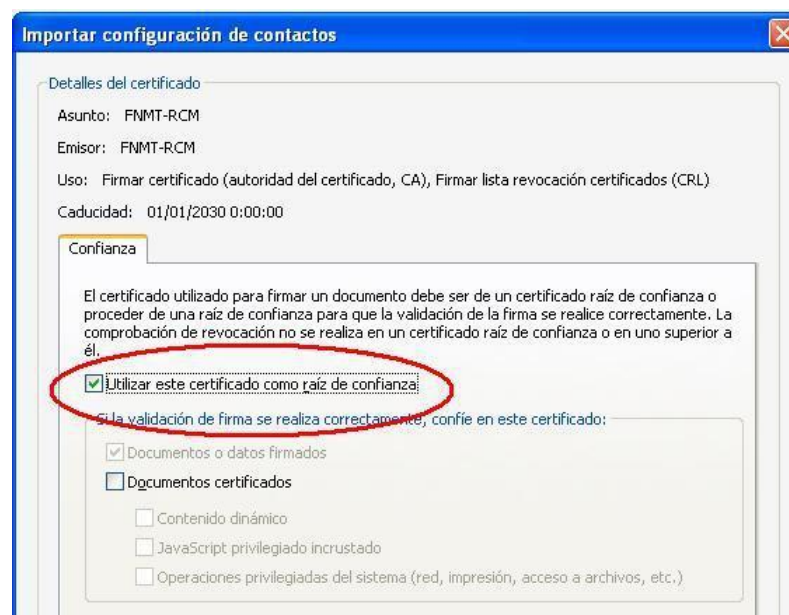 Importar configuración de contactos
Detalles del certificado
Asunto: FNMT-RCM
Emisor: FNMT-RCM
Uso: Firmar certificado (autoridad del certificado, CA), Firmar lista revocación certificados (CRL)
Caducidad: 01/01/2030 0:00:00
Confianza
El certificado utilizado para firmar un documento debe ser de un certificado raíz de confianza o
proceder de una raíz de confianza para que la validación de la firma se realice correctamente. La
comprobación de revocación no se realiza en un certificado raíz de confianza o en uno superior a
él.
Utilizar este certificado como raíz de confianza
Si la validación de firma se realiza correctamente, confíe en este certificado:
Documentos o datos firmados
Documentos certificados
Contenido dinámico
JavaScript privilegiado incrustado
Operaciones privilegiadas del sistema (red, impresión, acceso a archivos, etc.)